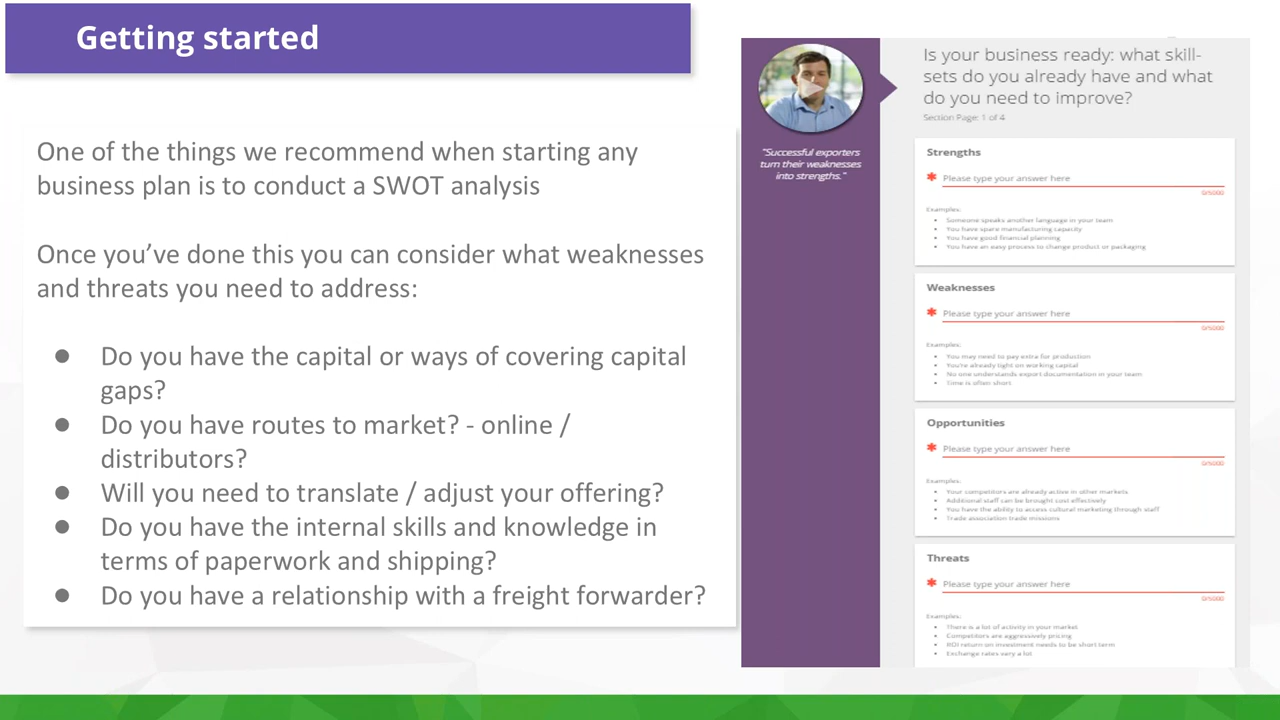 Getting started
One of the things we recommend when starting any
business plan is to conduct a SWOT analysis
Once you’ve done this you can consider what weaknesses
and threats you need to address:
● Do you have the capital or ways of covering capital
gaps?
● Do you have routes to market? - online /
distributors?
● Will you need to translate / adjust your offering?
● Do you have the internal skills and knowledge in
terms of paperwork and shipping?
● Do you have a relationship with a freight forwarder?
"Successful exporters
turn their weaknesses
into strengths."
Is your business ready: what skill-
sets do you already have and what
do you need to improve?
Section Page: 1 of 4
Strengths
* Please type your answer here
0/5000
Examples:
• Someone speaks another language in your team
• You have spare manufacturing capacity
• You have good financial planning
• You have an easy process to change product or packaging
Weaknesses
* Please type your answer here
0/5000
Examples:
• You may need to pay extra for production
• You're already tight on working capital
• No one understands export documentation in your team
• Time is often short
Opportunities
* Please type your answer here
0/5000
Examples:
• Your competitors are already active in other markets
• Additional staff can be brought cost effectively
• You have the ability to access cultural marketing through staff
• Trade association trade missions
Threats
* Please type your answer here
0/5000
Examples:
• There is a lot of activity in your market
• Competitors are aggressively pricing
• ROI return on investment needs to be short term
• Exchange rates vary a lot